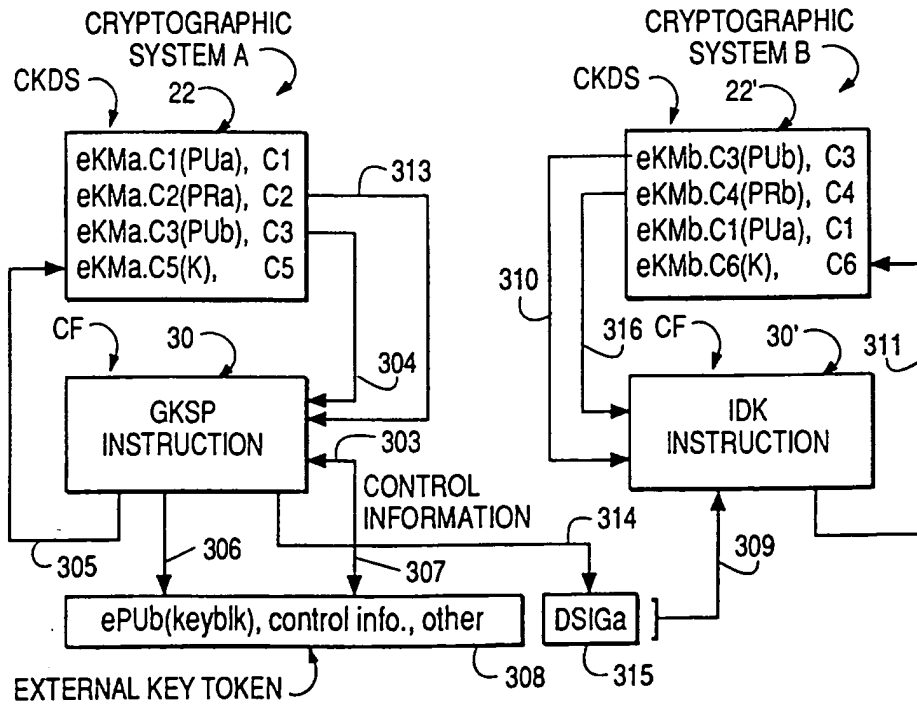 CRYPTOGRAPHIC
SYSTEM A
CKDS
22
eKMa.C1(PUa), C1
eKMa.C2(PRa), C2
eKMa.C3(PUb), C3
eKMa.C5(K), C5
313
CF
30
304
GKSP
INSTRUCTION
303
CONTROL
INFORMATION
305
306
307
314
ePUb(keyblk), control info., other
308
EXTERNAL KEY TOKEN
DSIGa
315
CRYPTOGRAPHIC
SYSTEM B
CKDS
22'
eKMb.C3(PUb), C3
eKMb.C4(PRb), C4
eKMb.C1(PUa), C1
eKMb.C6(K), C6
310
316
CF
30'
311
IDK
INSTRUCTION
309